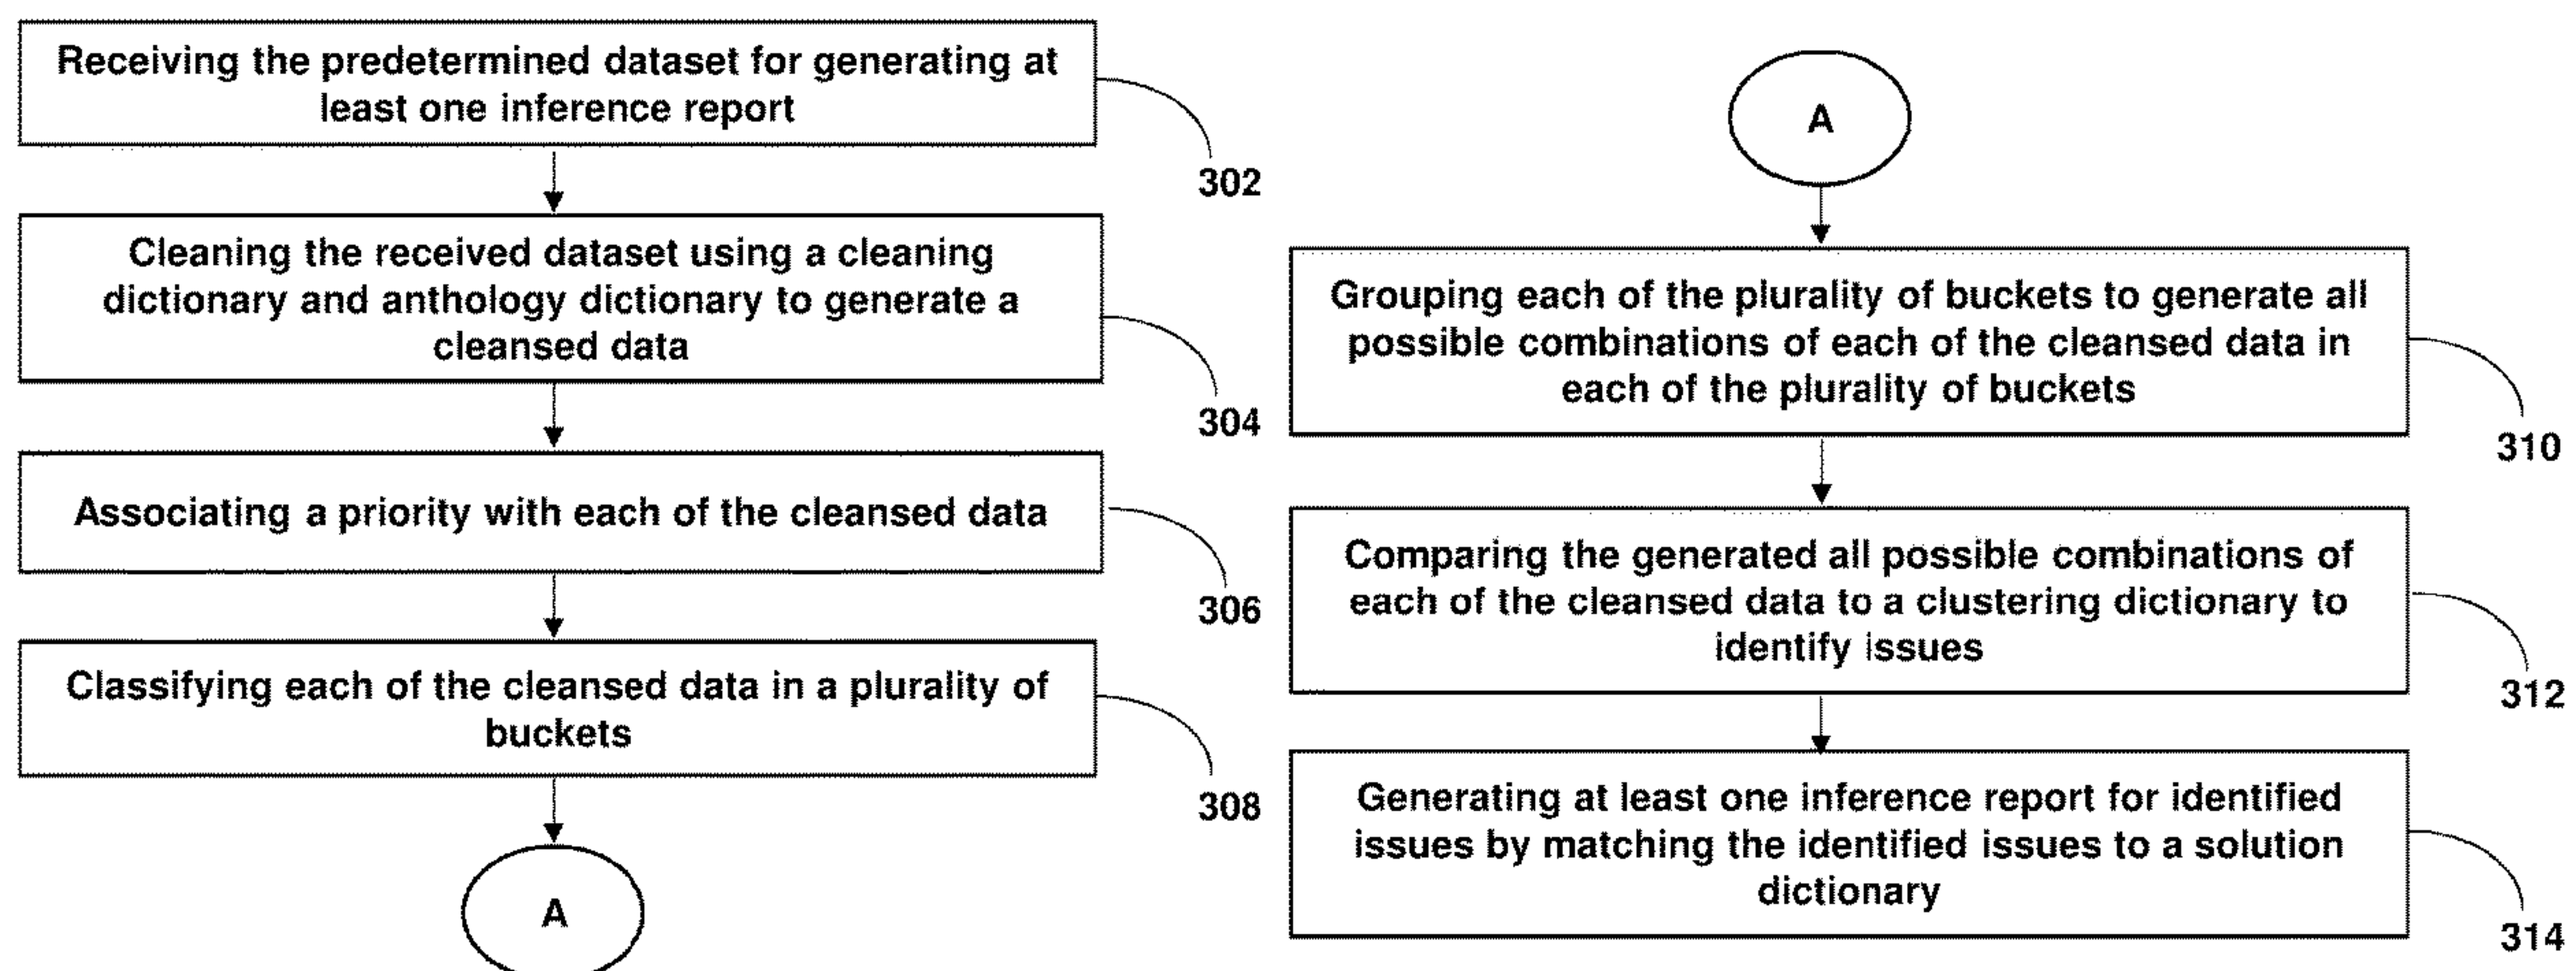 Receiving the predetermined dataset for generating at
least one inference report
302
Cleaning the received dataset using a cleaning
dictionary and anthology dictionary to generate a
cleansed data
304
Associating a priority with each of the cleansed data
306
Classifying each of the cleansed data in a plurality of
buckets
308
A
A
Grouping each of the plurality of buckets to generate all
possible combinations of each of the cleansed data in
each of the plurality of buckets
310
Comparing the generated all possible combinations of
each of the cleansed data to a clustering dictionary to
identify issues
312
Generating at least one inference report for identified
issues by matching the identified issues to a solution
dictionary
314